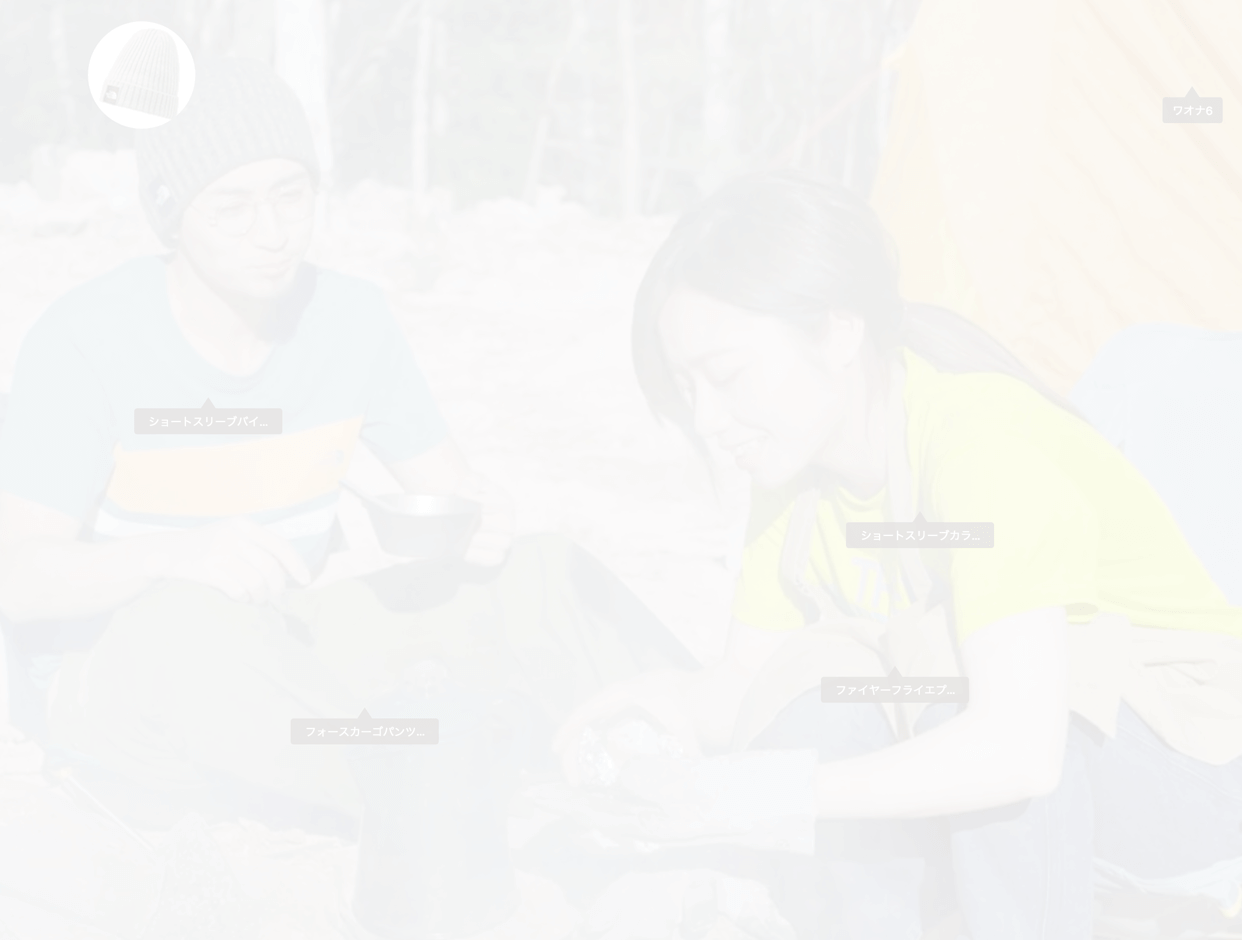 ワオナ6
ショートスリーブパイ...
ショートスリーブカラ...
ファイヤーフライエプ...
フォースカーゴパンツ...